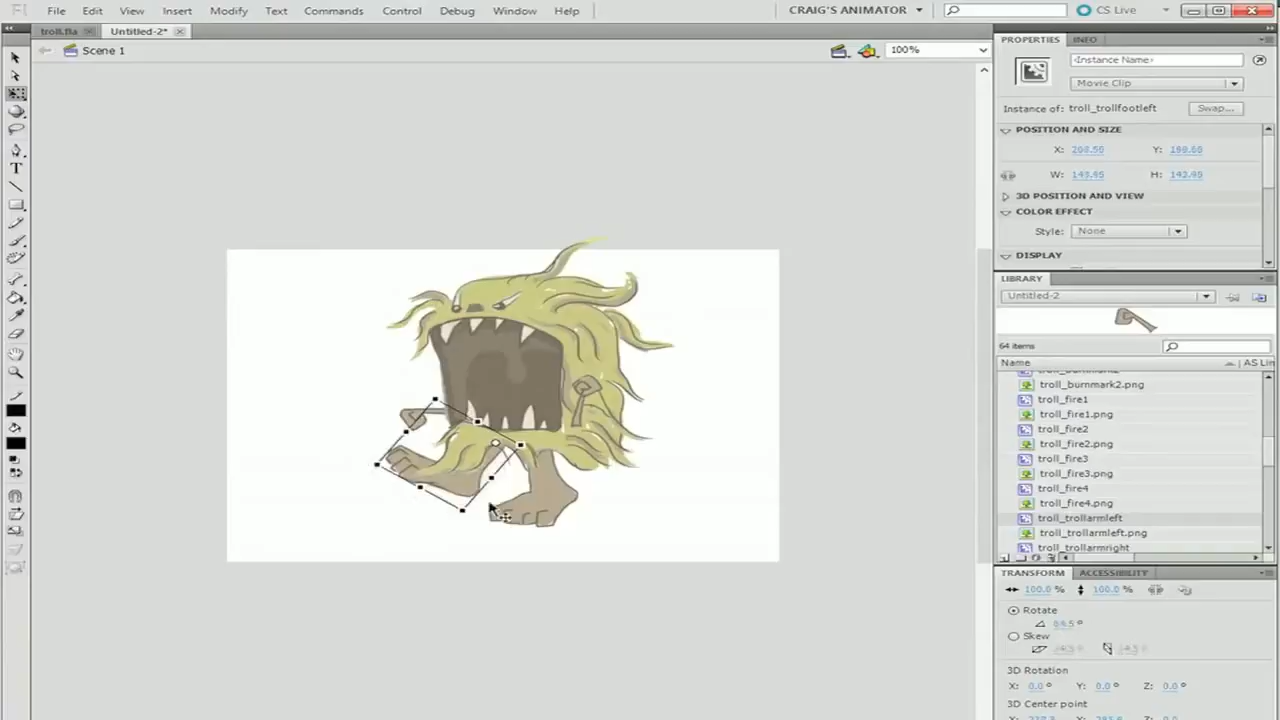 Fl File Edit View Insert Modify Text Commands Control Debug Window Help CRAIG'S ANIMATOR CS Live
troll.fla Untitled-2*
Scene 1 100%
PROPERTIES INFO
<Instance Name>
Movie Clip
Instance of: troll_trollfootleft Swap...
POSITION AND SIZE
X: Y:
W: H:
3D POSITION AND VIEW
COLOR EFFECT
Style: None
DISPLAY
LIBRARY
Untitled-2
64 items
Name AS Lin
troll_burnmark2
troll_burnmark2.png
troll_fire1
troll_fire1.png
troll_fire2
troll_fire2.png
troll_fire3
troll_fire3.png
troll_fire4
troll_fire4.png
troll_trollarmleft
troll_trollarmleft.png
troll_trollarmright
TRANSFORM ACCESSIBILITY
100.0 % 100.0 %
Rotate
Skew
3D Rotation
X: 0.0° Y: 0.0° Z: 0.0°
3D Center point